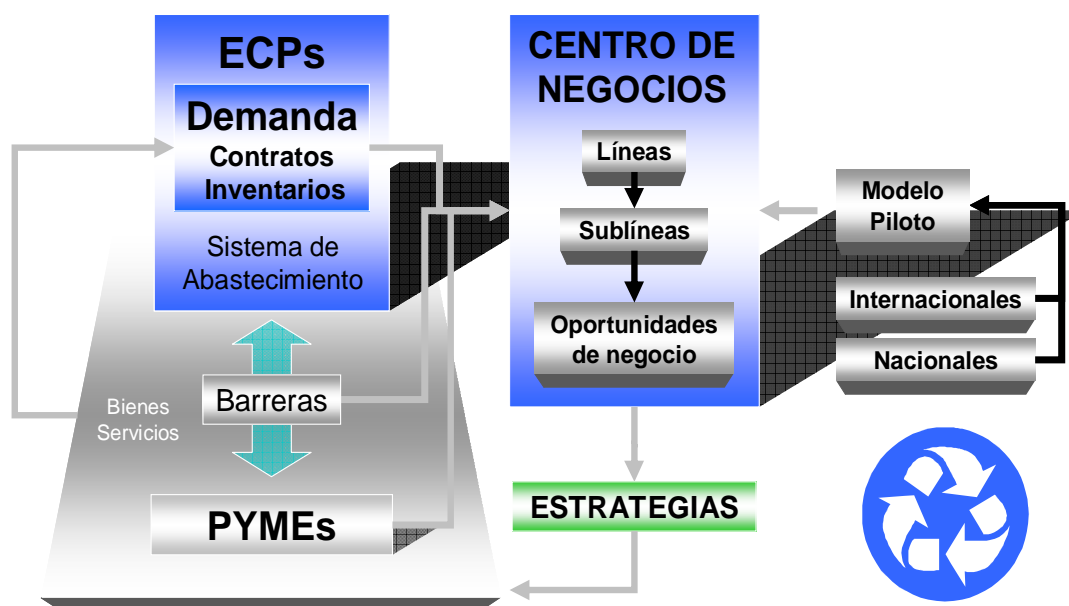 ECPs
Demanda
Contratos
Inventarios
Sistema de
Abastecimiento
Barreras
Bienes
Servicios
PYMEs
CENTRO DE
NEGOCIOS
Líneas
Sublíneas
Oportunidades
de negocio
ESTRATEGIAS
Modelo
Piloto
Internacionales
Nacionales